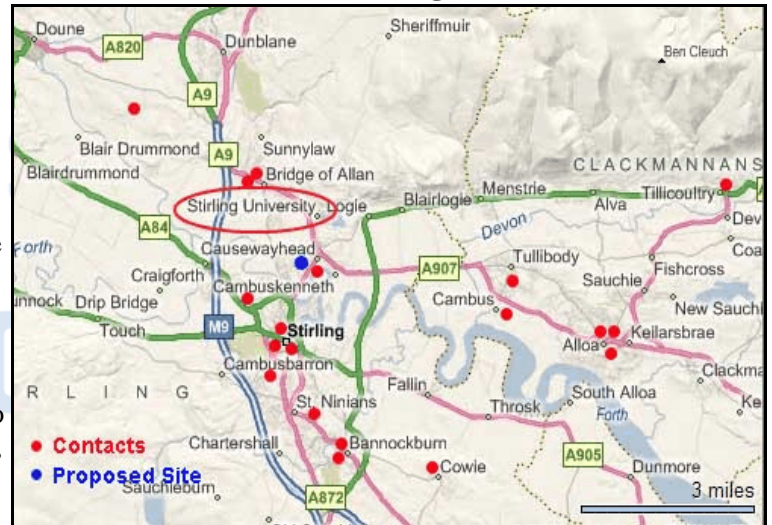 Doune
A820
Dunblane
Sheriffmuir
Ben Cleuch
A9
A9
Sunnylaw
Blair Drummond
Bridge of Allan
Blairdrummond
CLACKMANNANS
Stirling University
Logie
Blairlogie
Menstrie
Alva
Tillicoultry
A
Dev
A84
Devon
Forth
Causewayhead
Tullibody
Coa
Craigforth
A907
Fishcross
Cambuskenneth
Sauchie
nnock
Drip Bridge
Cambus
New Sauchi
Touch
M9
Stirling
Alloa
Keilarsbrae
Cambusbarron
Clackma
R L I N G
Fallin
South Alloa
Ke
St. Ninians
Throsk
Forth
Contacts
Chartershall
Bannockburn
A905
Proposed Site
Cowie
Dunmore
Sauchieburn
A872
3 miles